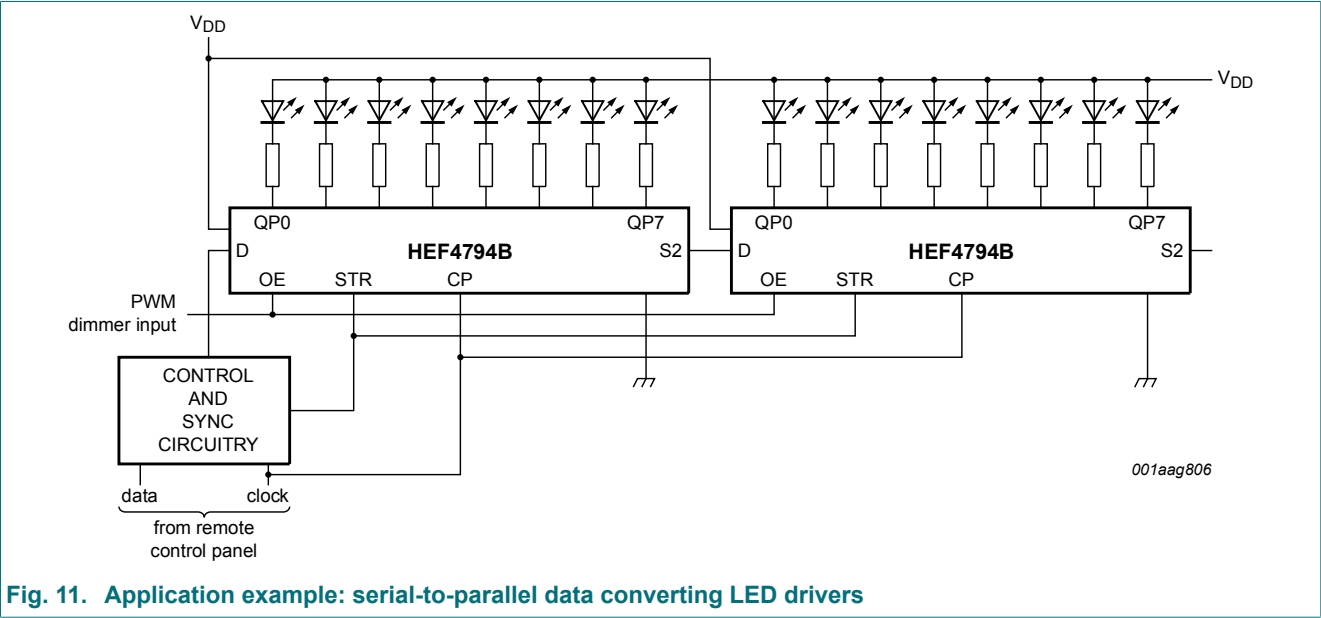 VDD
VDD
QP0 QP7
D HEF4794B S2
OE STR CP
QP0 QP7
D HEF4794B S2
OE STR CP
PWM
dimmer input
CONTROL
AND
SYNC
CIRCUITRY
data clock
from remote
control panel
001aag806
Fig. 11. Application example: serial-to-parallel data converting LED drivers